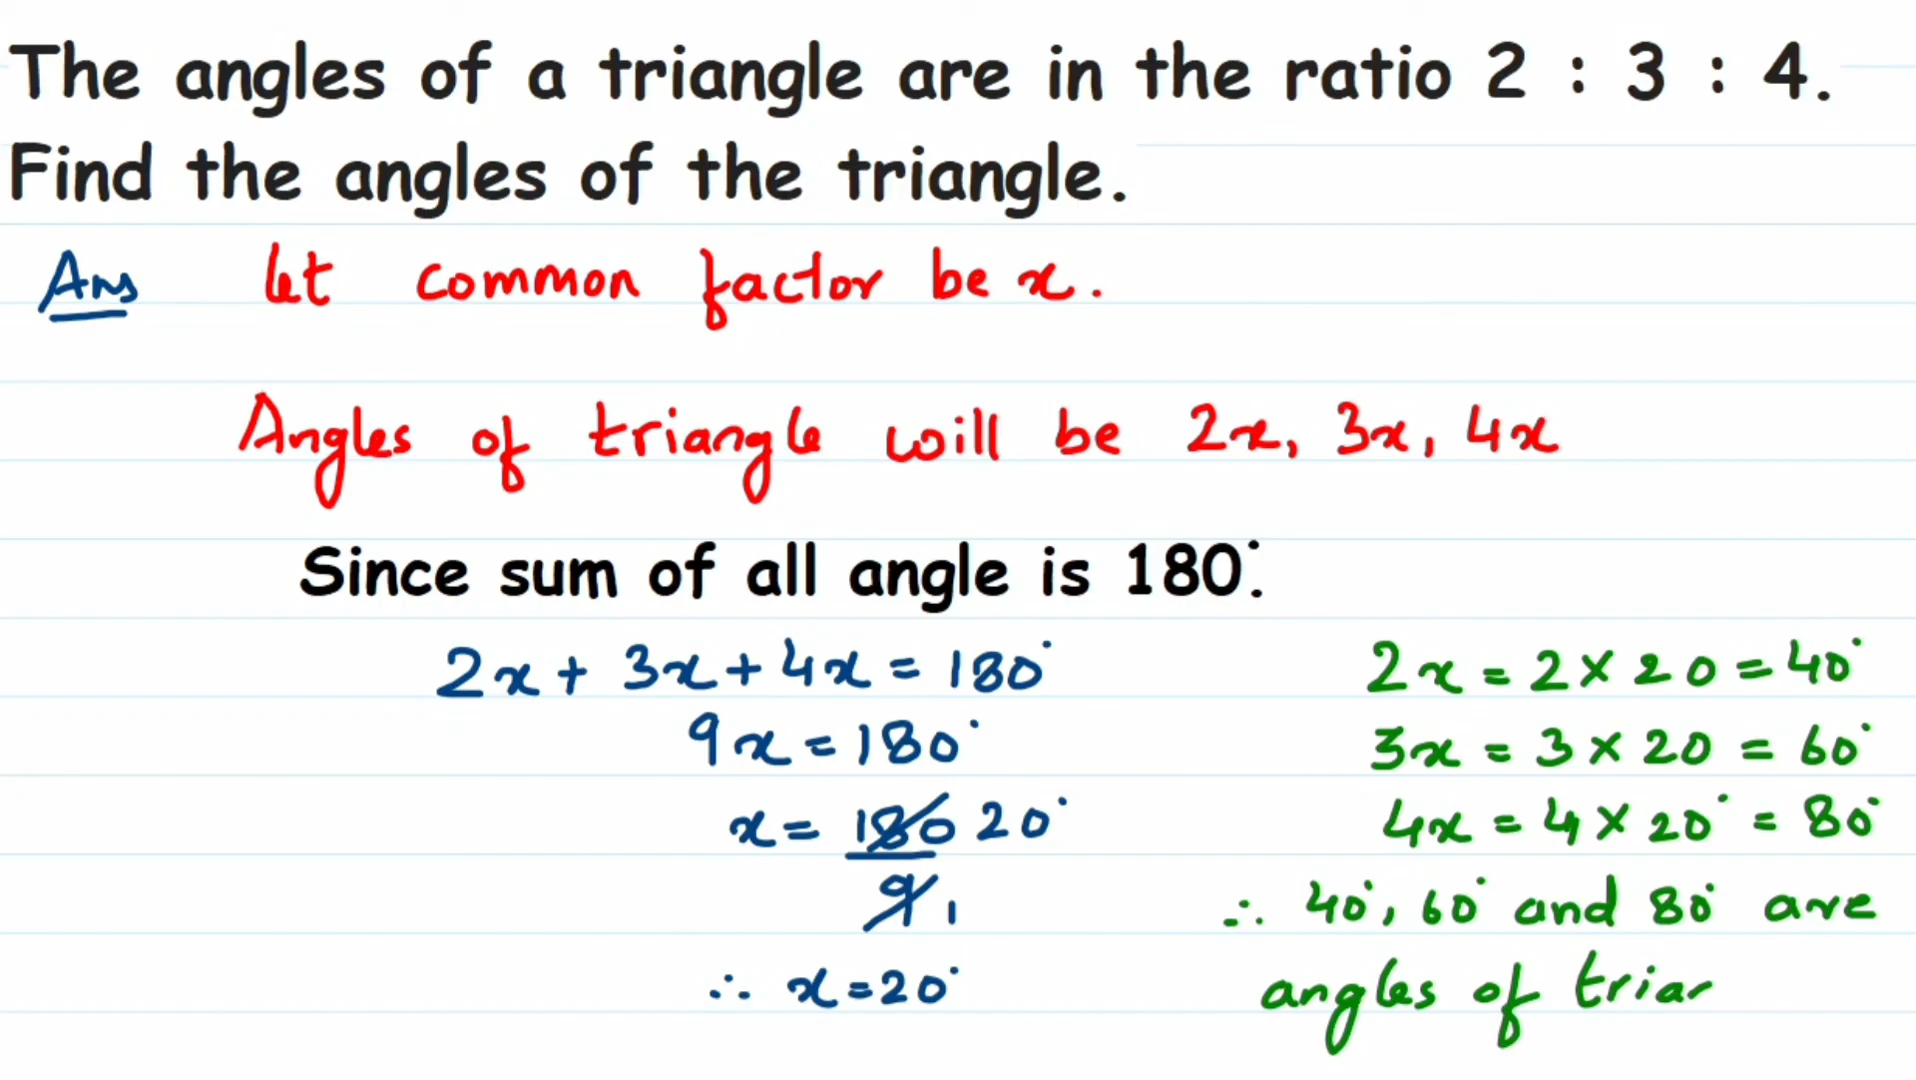 The angles of a triangle are in the ratio 2 : 3 : 4.
Find the angles of the triangle.
Ans let common factor be x.
Angles of triangle will be 2x, 3x, 4x
Since sum of all angle is 180°.
2x + 3x + 4x = 180°
9x = 180°
x = 180 20°
9 1
∴ x = 20°
2x = 2 × 20 = 40°
3x = 3 × 20 = 60°
4x = 4 × 20° = 80°
∴ 40°, 60° and 80° are
angles of triar